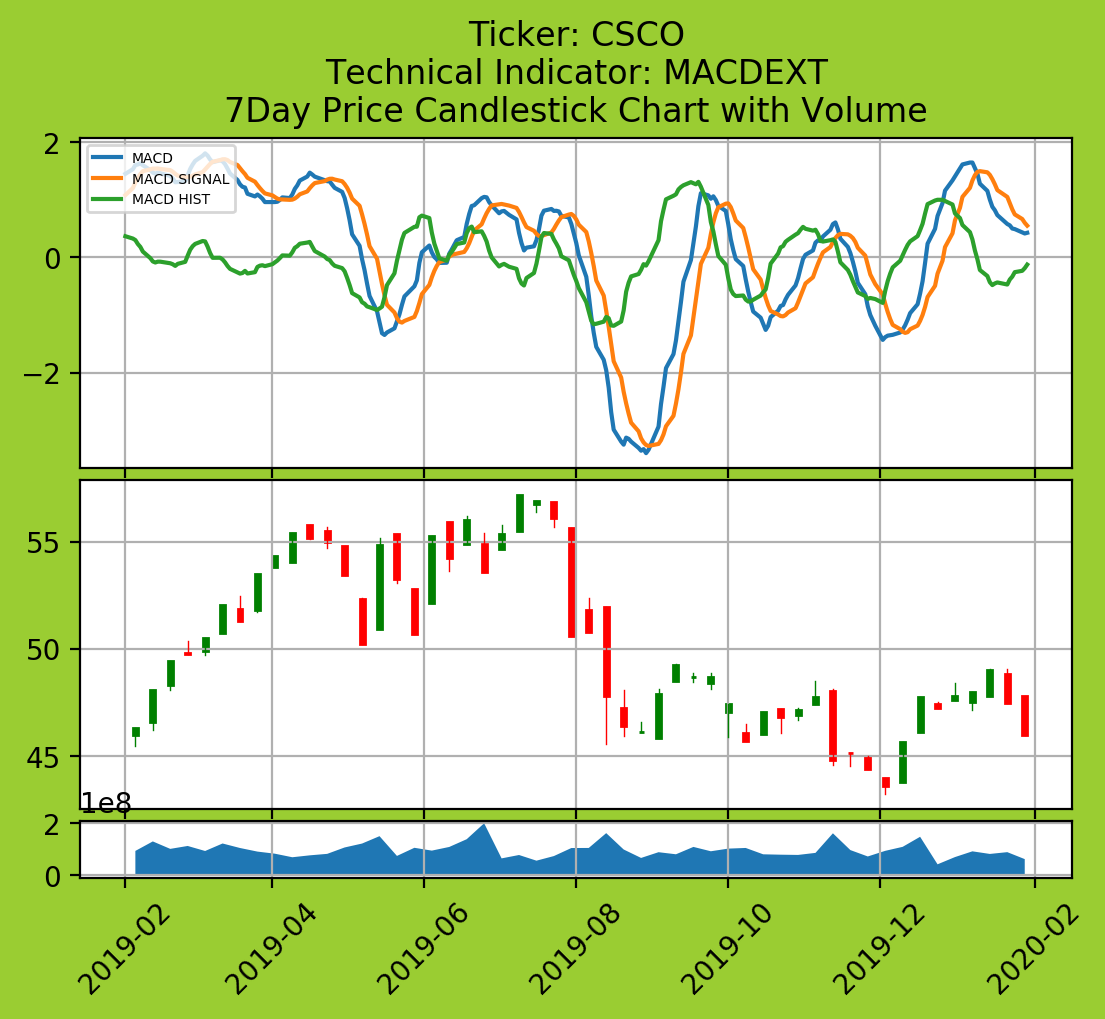 Ticker: CSCO
Technical Indicator: MACDEXT
7Day Price Candlestick Chart with Volume
2
MACD
MACD SIGNAL
MACD HIST
0
−2
55
50
45
1e8
2
0
2019-02
2019-04
2019-06
2019-08
2019-10
2019-12
2020-02